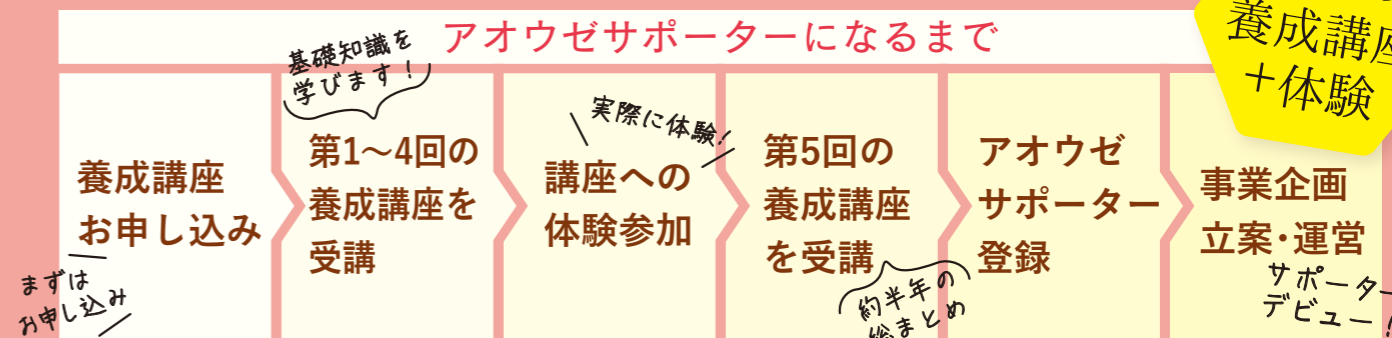 アオウゼサポーターになるまで
養成講座
＋体験
養成講座
お申し込み
まずは
お申し込み
基礎知識を
学びます！
第1〜4回の
養成講座を
受講
実際に体験！
講座への
体験参加
第5回の
養成講座
を受講
約半年の
総まとめ
アオウゼ
サポーター
登録
事業企画
立案・運営
サポーター
デビュー！